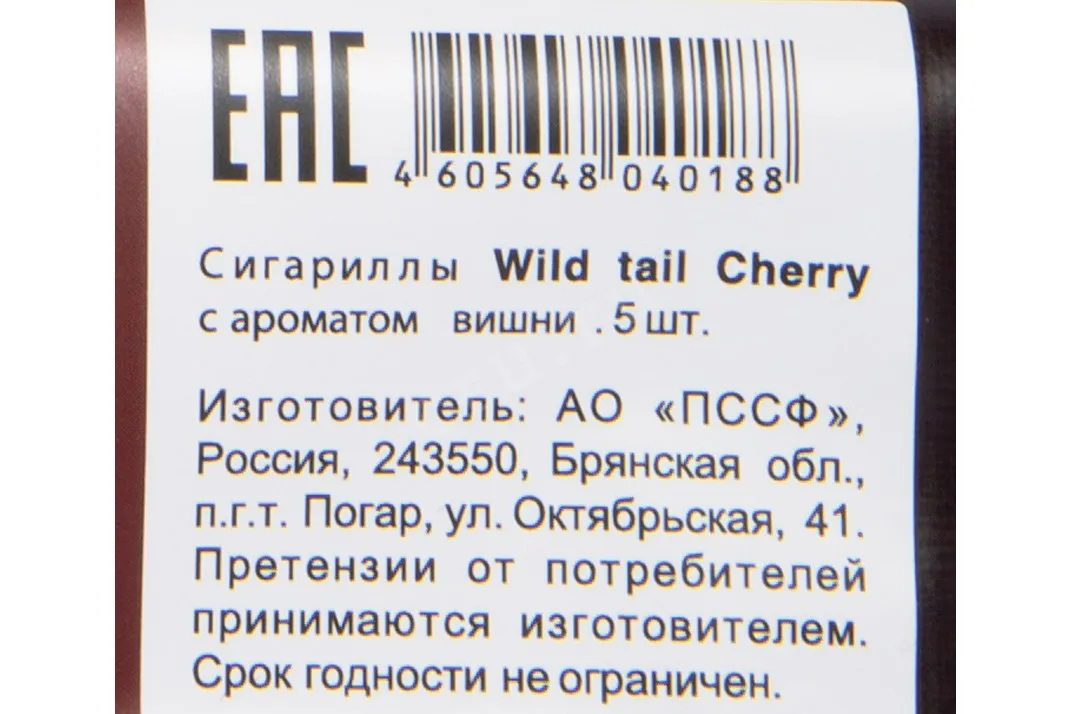 ЕАС
4 605648 040188
Сигариллы Wild tail Cherry
с ароматом вишни . 5 шт.
Изготовитель: АО «ПССФ»,
Россия, 243550, Брянская обл.,
п.г.т. Погар, ул. Октябрьская, 41.
Претензии от потребителей
принимаются изготовителем.
Срок годности не ограничен.